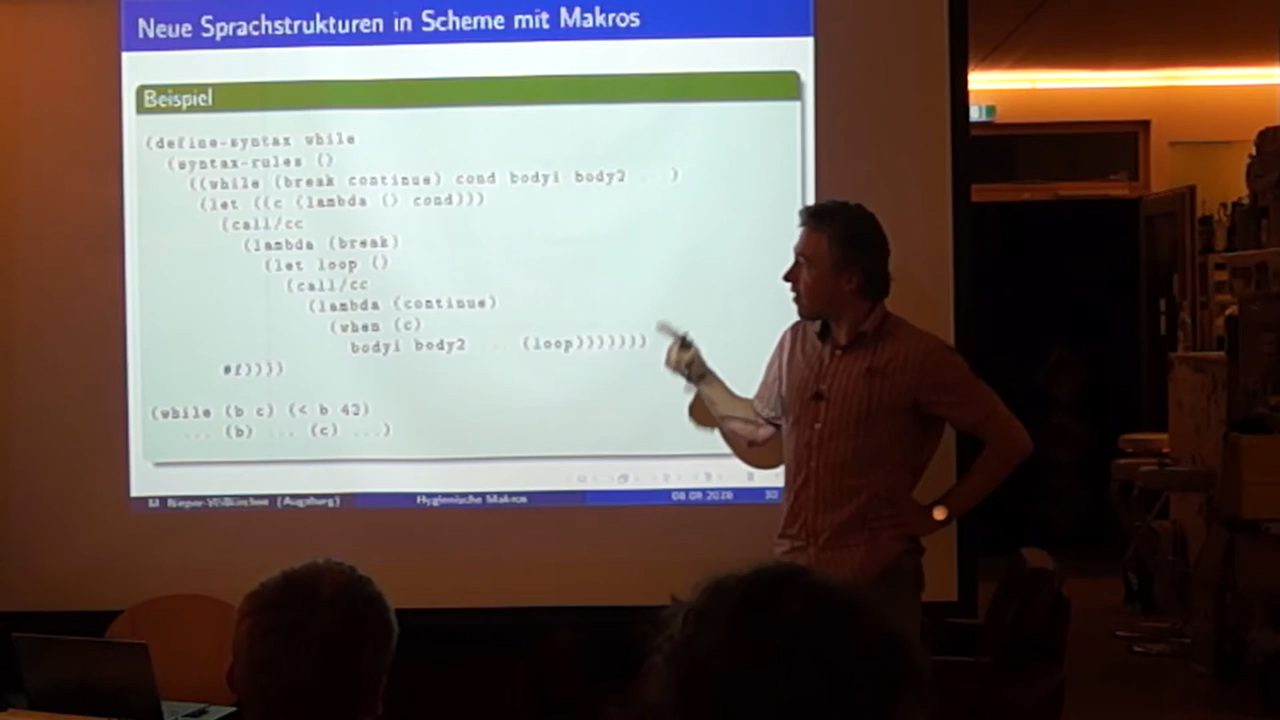 Neue Sprachstrukturen in Scheme mit Makros
Beispiel
(define-syntax while
(syntax-rules ()
((while (break continue) cond body1 body2 ... )
(let ((c (lambda () cond)))
(call/cc
(lambda (break)
(let loop ()
(call/cc
(lambda (continue)
(when (c)
body1 body2 ... (loop)))))))
#f))))
(while (b c) (< b 42)
... (b) ... (c) ...)
(Augsburg)
Hygienische Makros